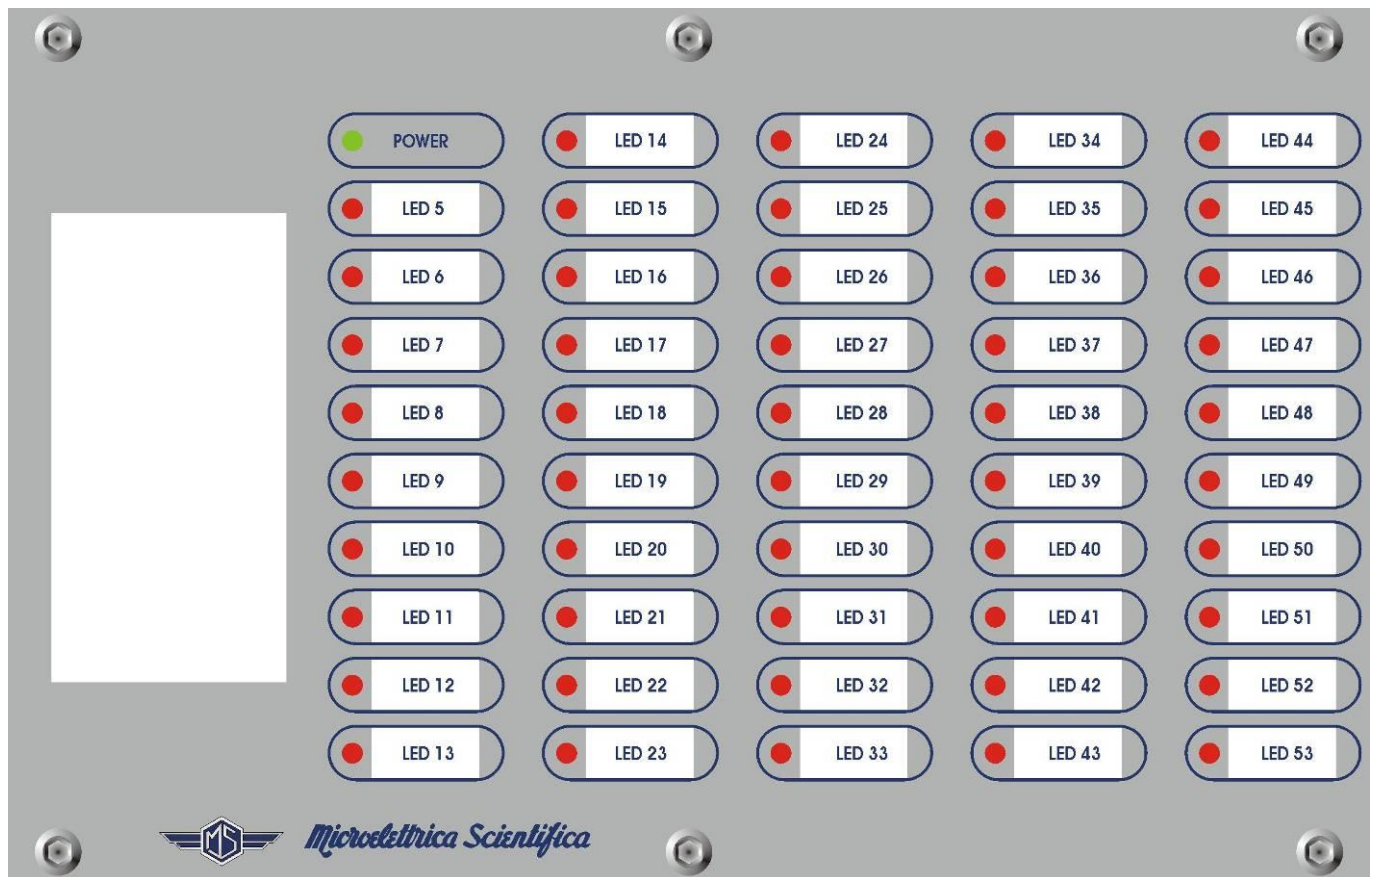 POWER LED 14 LED 24 LED 34 LED 44
LED 5 LED 15 LED 25 LED 35 LED 45
LED 6 LED 16 LED 26 LED 36 LED 46
LED 7 LED 17 LED 27 LED 37 LED 47
LED 8 LED 18 LED 28 LED 38 LED 48
LED 9 LED 19 LED 29 LED 39 LED 49
LED 10 LED 20 LED 30 LED 40 LED 50
LED 11 LED 21 LED 31 LED 41 LED 51
LED 12 LED 22 LED 32 LED 42 LED 52
LED 13 LED 23 LED 33 LED 43 LED 53
MS Microelettrica Scientifica